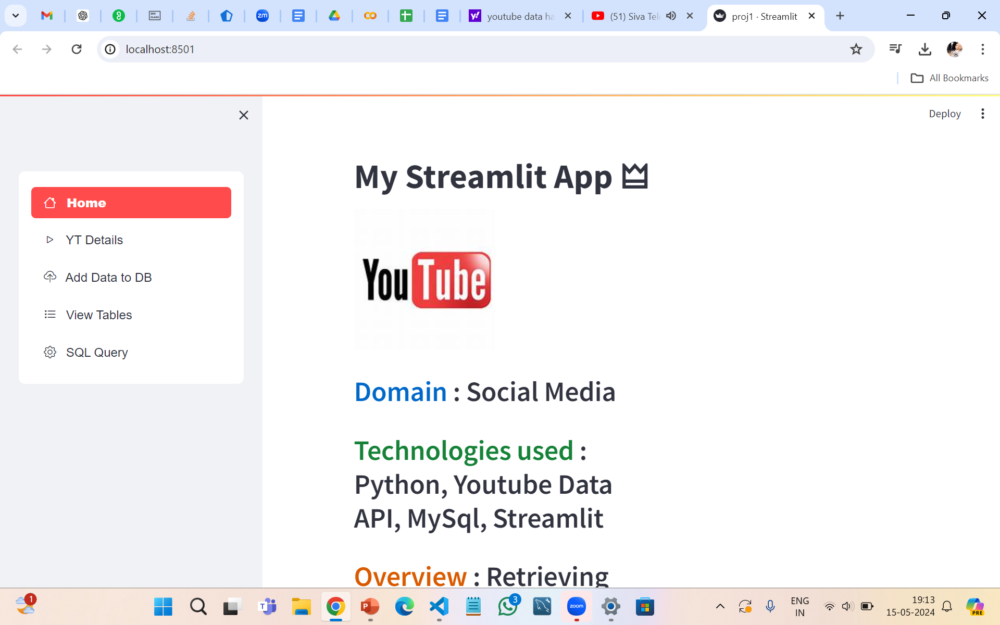 zm
youtube data ha
(51) Siva Tel
proj1 · Streamlit
localhost:8501
All Bookmarks
Deploy
My Streamlit App
Home
YT Details
Add Data to DB
View Tables
SQL Query
YouTube
Domain : Social Media
Technologies used :
Python, Youtube Data
API, MySql, Streamlit
Overview : Retrieving
1
3
zoom
ENG
IN
19:13
15-05-2024
PRE